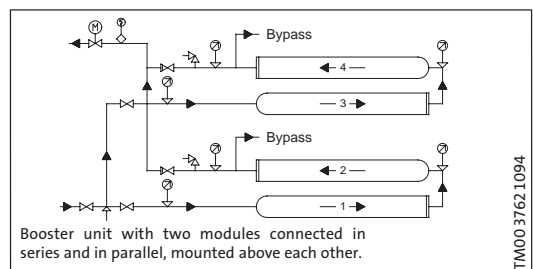 M
S
Bypass
4
3
Bypass
2
1
Booster unit with two modules connected in
series and in parallel, mounted above each other.
TM00 3762 1094